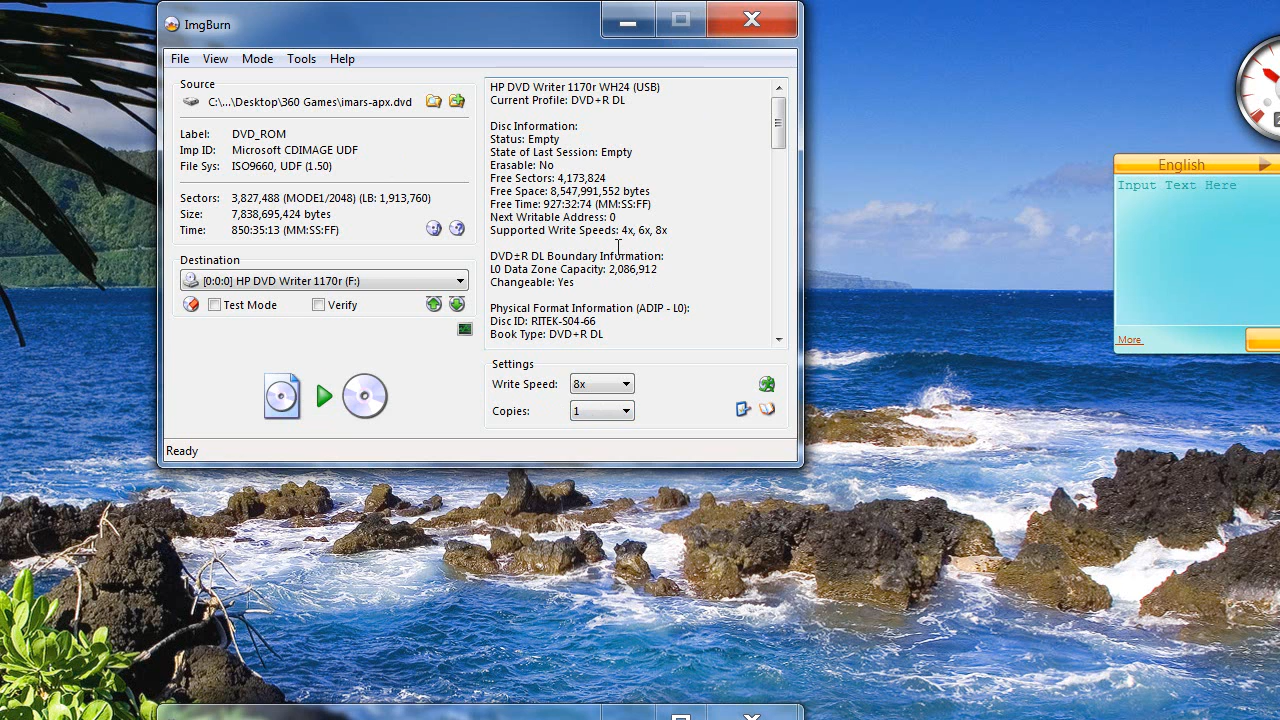 ImgBurn
File View Mode Tools Help
Source
C:\...\Desktop\360 Games\imars-apx.dvd
Label: DVD_ROM
Imp ID: Microsoft CDIMAGE UDF
File Sys: ISO9660, UDF (1.50)
Sectors: 3,827,488 (MODE1/2048) (LB: 1,913,760)
Size: 7,838,695,424 bytes
Time: 850:35:13 (MM:SS:FF)
Destination
[0:0:0] HP DVD Writer 1170r (F:)
Test Mode Verify
HP DVD Writer 1170r WH24 (USB)
Current Profile: DVD+R DL
Disc Information:
Status: Empty
State of Last Session: Empty
Erasable: No
Free Sectors: 4,173,824
Free Space: 8,547,991,552 bytes
Free Time: 927:32:74 (MM:SS:FF)
Next Writable Address: 0
Supported Write Speeds: 4x, 6x, 8x
DVD±R DL Boundary Information:
L0 Data Zone Capacity: 2,086,912
Changeable: Yes
Physical Format Information (ADIP - L0):
Disc ID: RITEK-S04-66
Book Type: DVD+R DL
Settings
Write Speed: 8x
Copies: 1
Ready
English
Input Text Here
More